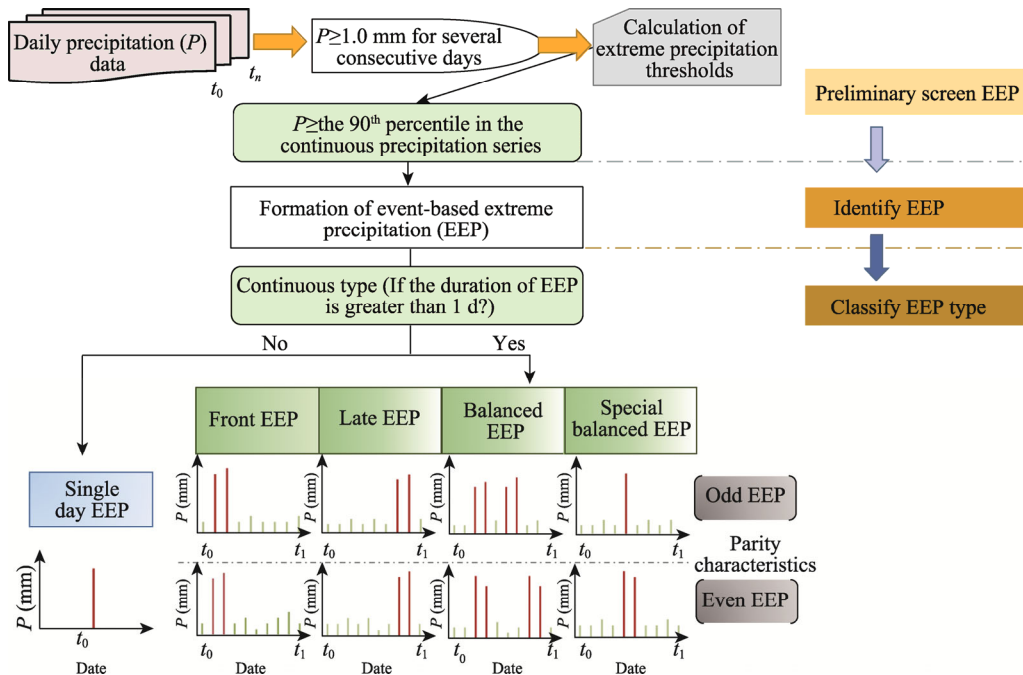 Daily precipitation (P)
data
t0
tn
P≥1.0 mm for several
consecutive days
Calculation of
extreme precipitation
thresholds
Preliminary screen EEP
P≥the 90th percentile in the
continuous precipitation series
Formation of event-based extreme
prccipitation (EEP)
Identify EEP
Continuous type (If the duration of EEP
is greater than 1 d?)
Classify EEP type
No
Yes
Front EEP
Late EEP
Balanced
EEP
Special
balanced EEP
Single
day EEP
P (mm)
t0
Date
P (mm)
t0
t1
P (mm)
t0
t1
P (mm)
t0
t1
P (mm)
t0
t1
Odd EEP
Parity
characteristics
P (mm)
t0
t1
Date
P (mm)
t0
t1
Date
P (mm)
t0
t1
Date
P (mm)
t0
t1
Date
Even EEP